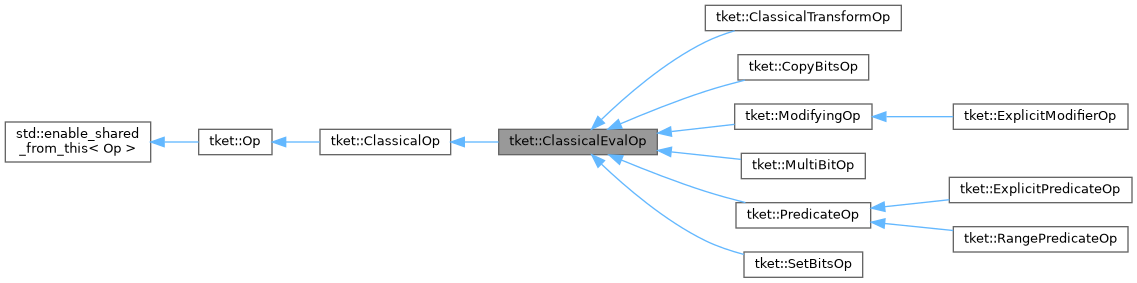 std::enable_shared
_from_this< Op >
tket::Op
tket::ClassicalOp
tket::ClassicalEvalOp
tket::ClassicalTransformOp
tket::CopyBitsOp
tket::ModifyingOp
tket::ExplicitModifierOp
tket::MultiBitOp
tket::PredicateOp
tket::ExplicitPredicateOp
tket::RangePredicateOp
tket::SetBitsOp